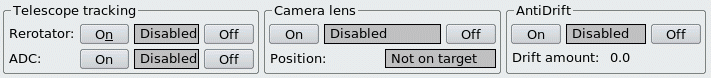 Telescope tracking Camera lens AntiDrift
Rerotator: On Disabled Off On Disabled Off On Disabled Off
ADC: On Disabled Off Position: Not on target Drift amount: 0.0